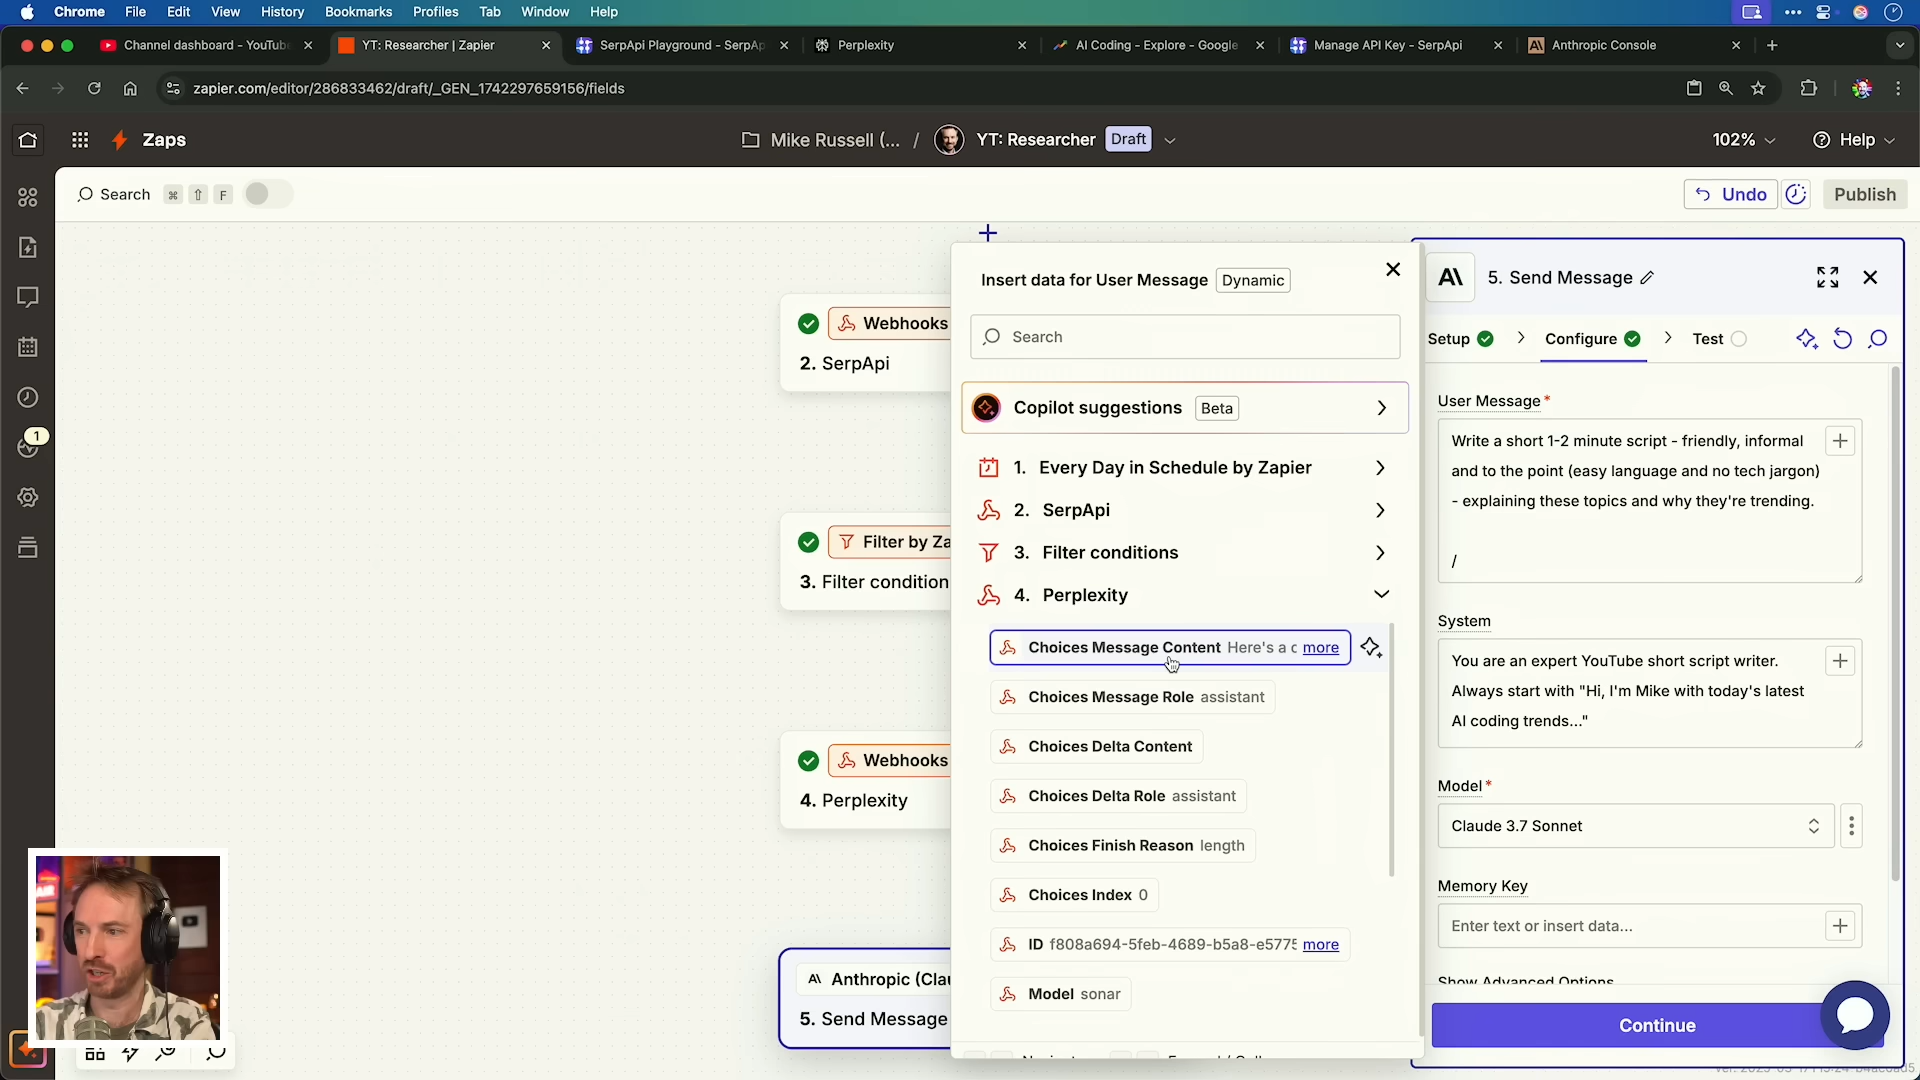 Chrome File Edit View History Bookmarks Profiles Tab Window Help
Channel dashboard - YouTube
YT: Researcher | Zapier
SerpApi Playground - SerpAp
Perplexity
AI Coding - Explore - Google
Manage API Key - SerpApi
Anthropic Console
zapier.com/editor/286833462/draft/_GEN_1742297659156/fields
Zaps
Mike Russell (... / YT: Researcher Draft
102%
Help
Search ⌘ ⇧ F
Undo
Publish
Webhooks
2. SerpApi
Filter by Za
3. Filter condition
Webhooks
4. Perplexity
Anthropic (Clau
5. Send Message
1
Insert data for User Message Dynamic
Search
Copilot suggestions Beta
1. Every Day in Schedule by Zapier
2. SerpApi
3. Filter conditions
4. Perplexity
Choices Message Content Here's a c more
Choices Message Role assistant
Choices Delta Content
Choices Delta Role assistant
Choices Finish Reason length
Choices Index 0
ID f808a694-5feb-4689-b5a8-e5775 more
Model sonar
5. Send Message
Setup
Configure
Test
User Message *
Write a short 1-2 minute script - friendly, informal
and to the point (easy language and no tech jargon)
- explaining these topics and why they're trending.
/
System
You are an expert YouTube short script writer.
Always start with "Hi, I'm Mike with today's latest
AI coding trends..."
Model *
Claude 3.7 Sonnet
Memory Key
Enter text or insert data...
Show Advanced Options
Continue